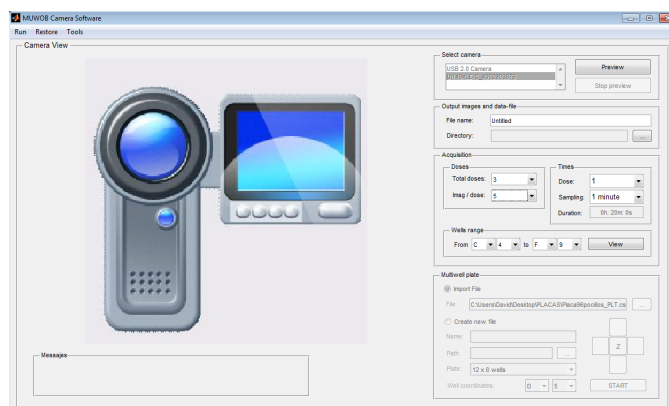 MUWOB Camera Software
Run Restore Tools
Camera View
Select camera
USB 2.0 Camera
Preview
Stop preview
Output images and data-file
File name: Untitled
Directory: ...
Acquisition
Doses
Total doses: 3
Imag / dose: 5
Times
Dose: 1
Sampling: 1 minute
Duration: 0h: 20m: 0s
Wells range
From C 4 to F 9 View
Multiwell plate
Import File
File: C:\Users\David\Desktop\PLACAS\Placa96pocillos_PLT.cs ...
Create new file
Name:
Path: ...
Plate: 12 x 8 wells
Well coordinates: D 5
Z
START
Messajes